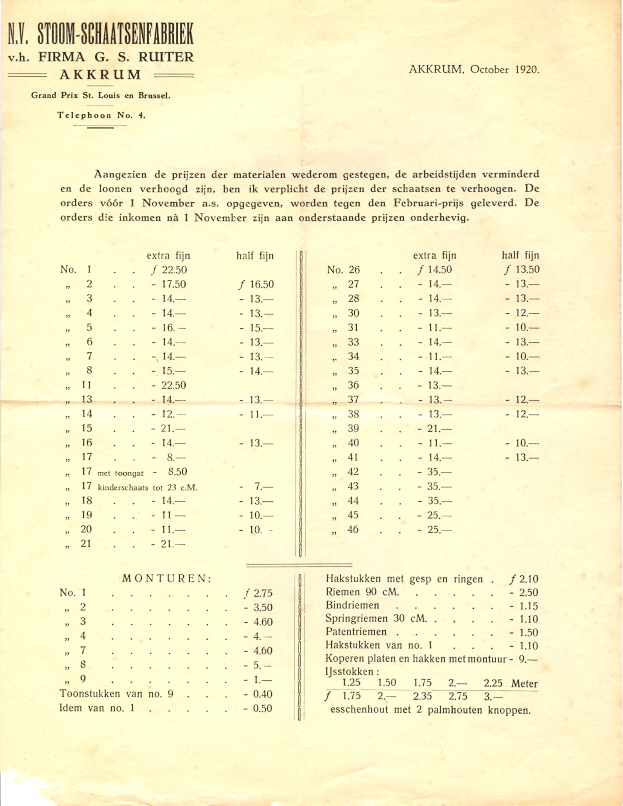 N.V. STOOM-SCHAATSENFABRIEK
v.h. FIRMA G. S. RUITER
AKKRUM
Grand Prix St. Louis en Brussel.
Telephoon No. 4.
AKKRUM, October 1920.
Aangezien de prijzen der materialen wederom gestegen, de arbeidstijden verminderd
en de loonen verhoogd zijn, ben ik verplicht de prijzen der schaatsen te verhoogen. De
orders vóór 1 November a.s. opgegeven, worden tegen den Februari-prijs geleverd. De
orders die inkomen nà 1 November zijn aan onderstaande prijzen onderhevig.
extra fijn half fijn
No. 1 . . ƒ 22.50
„ 2 . . - 17.50 ƒ 16.50
„ 3 . . - 14.— - 13.—
„ 4 . . - 14.— - 13.—
„ 5 . . - 16.— - 15.—
„ 6 . . - 14.— - 13.—
„ 7 . . - 14.— - 13.—
„ 8 . . - 15.— - 14.—
„ 11 . . - 22.50
„ 13 . . - 14.— - 13.—
„ 14 . . - 12.— - 11.—
„ 15 . . - 21.—
„ 16 . . - 14.— - 13.—
„ 17 . . - 8.—
„ 17 met toongat - 8.50
„ 17 kinderschaats tot 23 c.M. - 7.—
„ 18 . . - 14.— - 13.—
„ 19 . . - 11 — - 10.—
„ 20 . . - 11.— - 10. -
„ 21 . . - 21.—
extra fijn half fijn
No. 26 . . ƒ 14.50 ƒ 13.50
„ 27 . . - 14.— - 13.—
„ 28 . . - 14.— - 13.—
„ 30 . . - 13.— - 12.—
„ 31 . . - 11.— - 10.—
„ 33 . . - 14.— - 13.—
„ 34 . . - 11.— - 10.—
„ 35 . . - 14.— - 13.—
„ 36 . . - 13.—
„ 37 . . - 13.— - 12.—
„ 38 . . - 13.— - 12.—
„ 39 . . - 21.—
„ 40 . . - 11.— - 10.—
„ 41 . . - 14.— - 13.—
„ 42 . . - 35.—
„ 43 . . - 35.—
„ 44 . . - 35.—
„ 45 . . - 25.—
„ 46 . . - 25.—
MONTUREN:
No. 1 . . . . . . . ƒ 2.75
„ 2 . . . . . . . - 3.50
„ 3 . . . . . . . - 4.60
„ 4 . . . . . . . - 4. –
„ 7 . . . . . . . - 4.60
„ 8 . . . . . . . - 5. –
„ 9 . . . . . . . - 1.—
Toonstukken van no. 9 . . . - 0.40
Idem van no. 1 . . . . . - 0.50
Hakstukken met gesp en ringen . ƒ 2.10
Riemen 90 cM. . . . . . - 2.50
Bindriemen . . . . . . - 1.15
Springriemen 30 cM. . . . . - 1.10
Patentriemen . . . . . . - 1.50
Hakstukken van no. 1 . . . - 1.10
Koperen platen en hakken met montuur - 9.—
IJsstokken :
1.25 1.50 1.75 2.— 2.25 Meter
ƒ 1.75 2.— 2.35 2.75 3.—
esschenhout met 2 palmhouten knoppen.